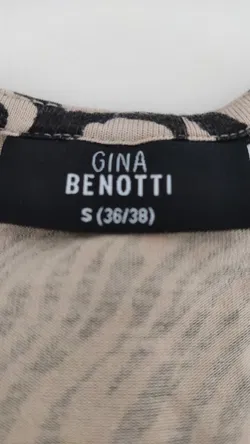 GINA
BENOTTI
S (36/38)